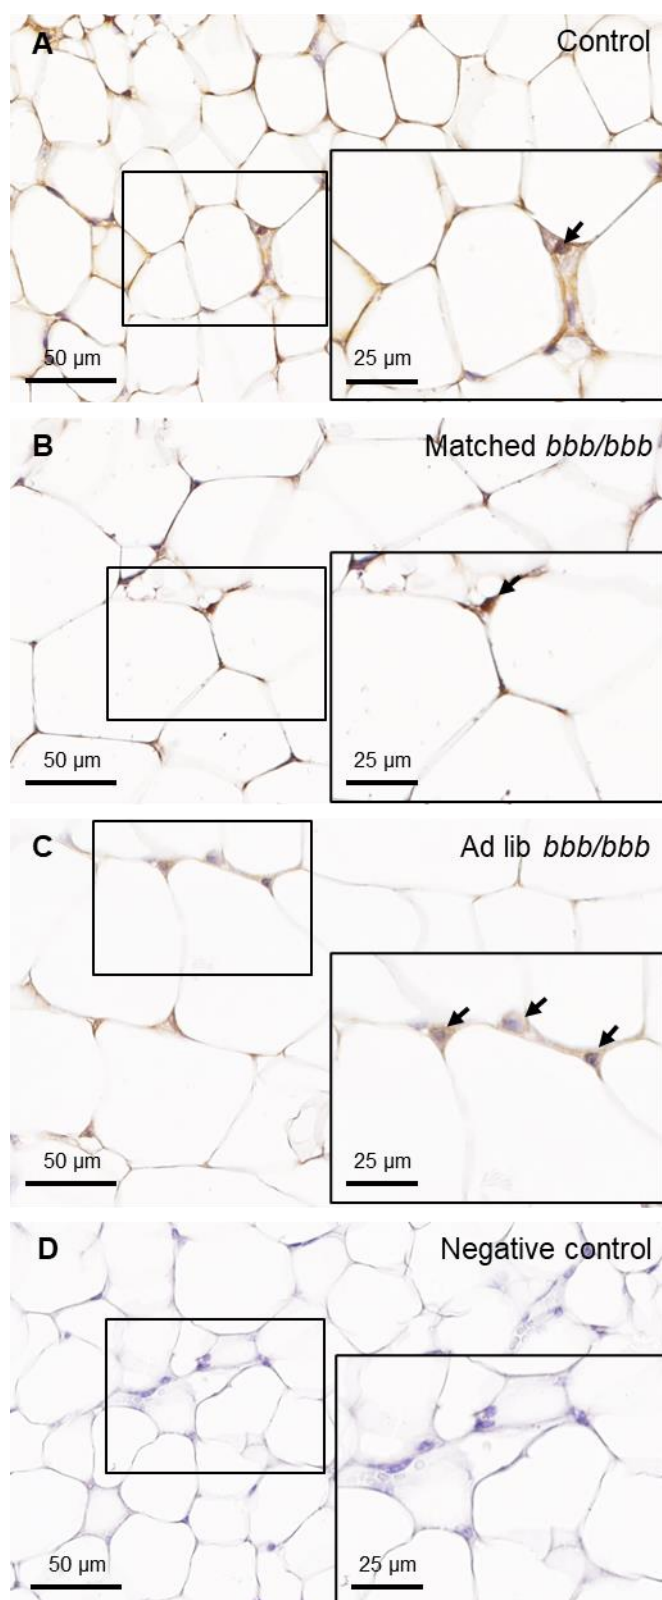 A
Control
50 µm
25 µm
B
Matched bbb/bbb
50 µm
25 µm
C
Ad lib bbb/bbb
50 µm
25 µm
D
Negative control
50 µm
25 µm